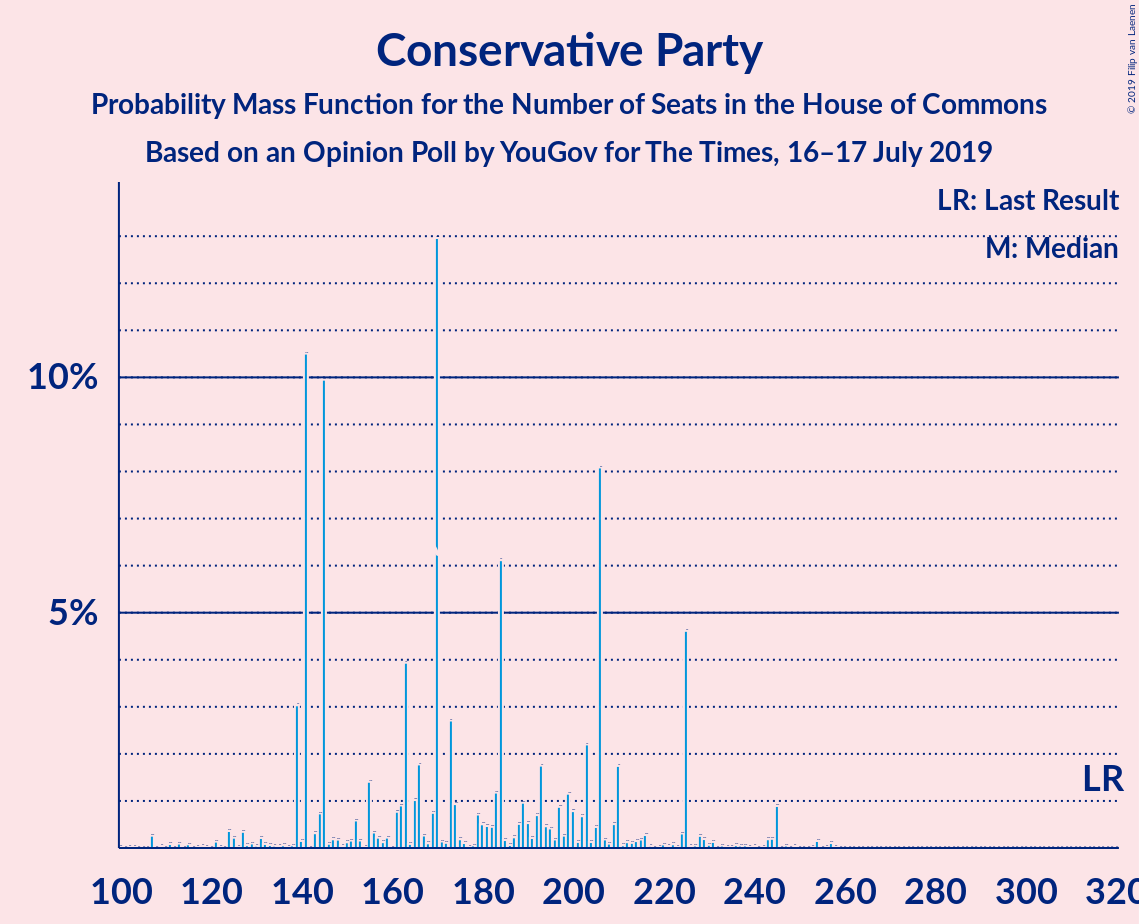 Conservative Party
Probability Mass Function for the Number of Seats in the House of Commons
Based on an Opinion Poll by YouGov for The Times, 16–17 July 2019
© 2019 Filip van Laenen
LR: Last Result
M: Median
10%
5%
LR
100 120 140 160 180 200 220 240 260 280 300 320